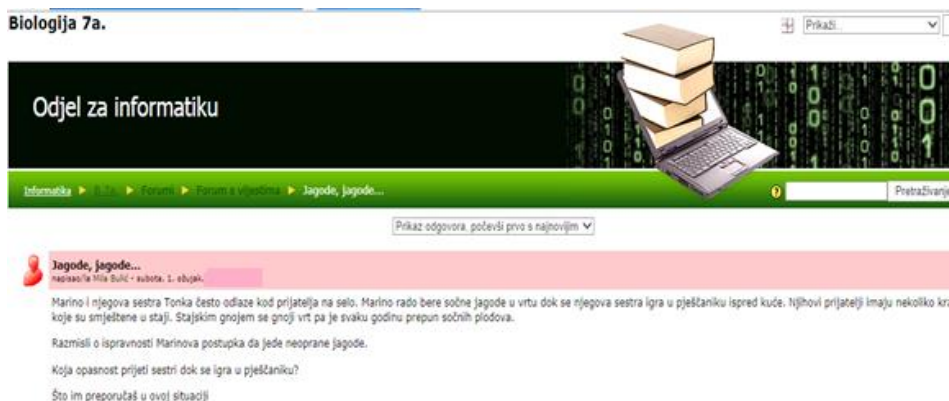 Biologija 7a.
Prikaži...
Odjel za informatiku
Informatika ► B 7a. ► Forumi ► Forum s vijestima ► Jagode, jagode...
Pretraživanje
Prikaz odgovora, počevši prvo s najnovijim
Jagode, jagode...
napisao/la Mila Bulić - subota, 1. ožujak,
Marino i njegova sestra Tonka često odlaze kod prijatelja na selo. Marino rado bere sočne jagode u vrtu dok se njegova sestra igra u pješčaniku ispred kuće. Njihovi prijatelji imaju nekoliko kra
koje su smještene u staji. Stajskim gnojem se gnoji vrt pa je svaku godinu prepun sočnih plodova.
Razmisli o ispravnosti Marinova postupka da jede neoprane jagode.
Koja opasnost prijeti sestri dok se igra u pješčaniku?
Što im preporučaš u ovoj situaciji